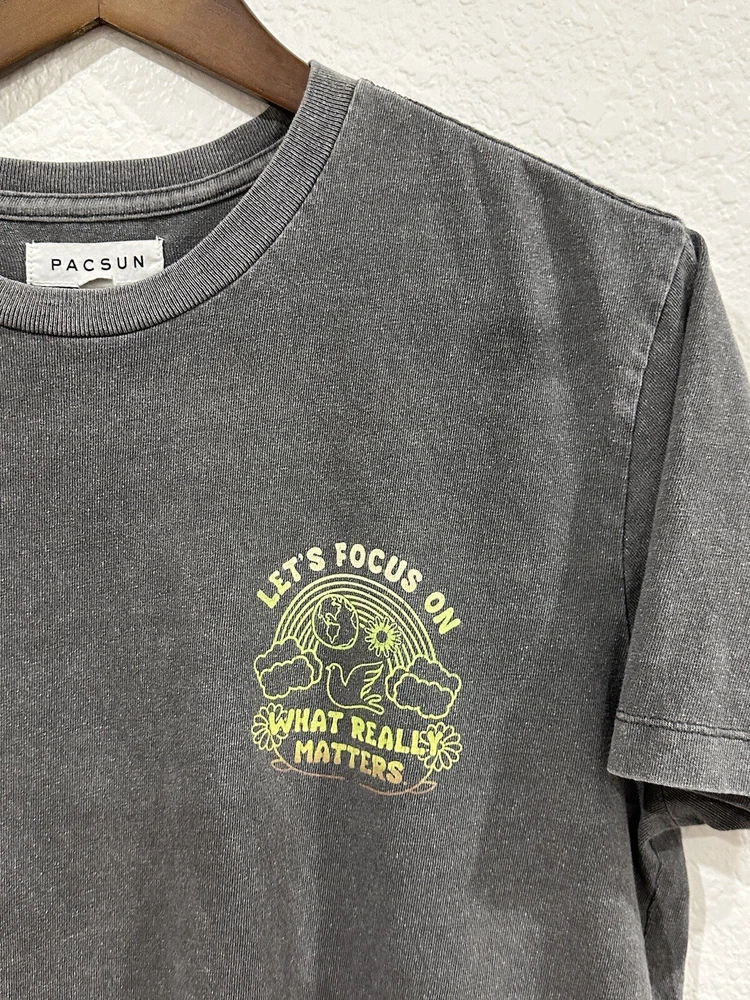 PACSUN
LET'S FOCUS ON
WHAT REALLY
MATTERS